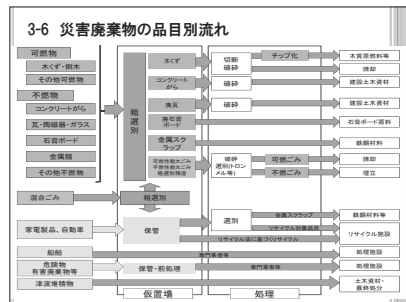 3-6 災害廃棄物の品目別流れ
可燃物
木くず・倒木
その他可燃物
不燃物
コンクリートがら
瓦・陶磁器・ガラス
石膏ボード
金属類
その他不燃物
混合ごみ
家電製品、自動車
船舶
危険物
有害廃棄物等
津波堆積物
粗選別
木くず
コンクリート
がら
廃瓦
廃石膏
ボード
金属スク
ラップ
可燃性粗大ごみ
不燃性粗大ごみ
粗選別残渣
粗選別
保管
保管・前処理
仮置場
切断
破砕
破砕
破砕
破砕
選別(トロン
メル等)
選別
専門業者等
専門業者等
処理
チップ化
可燃ごみ
不燃ごみ
金属スクラップ
リサイクル対象品目
リサイクル法に基づくリサイクル
木質原燃料等
焼却
建設土木資材
建設土木資材
石膏ボード原料
鉄鋼材料
焼却
埋立
鉄鋼材料等
リサイクル施設
処理施設
処理施設
土木資材・
最終処分